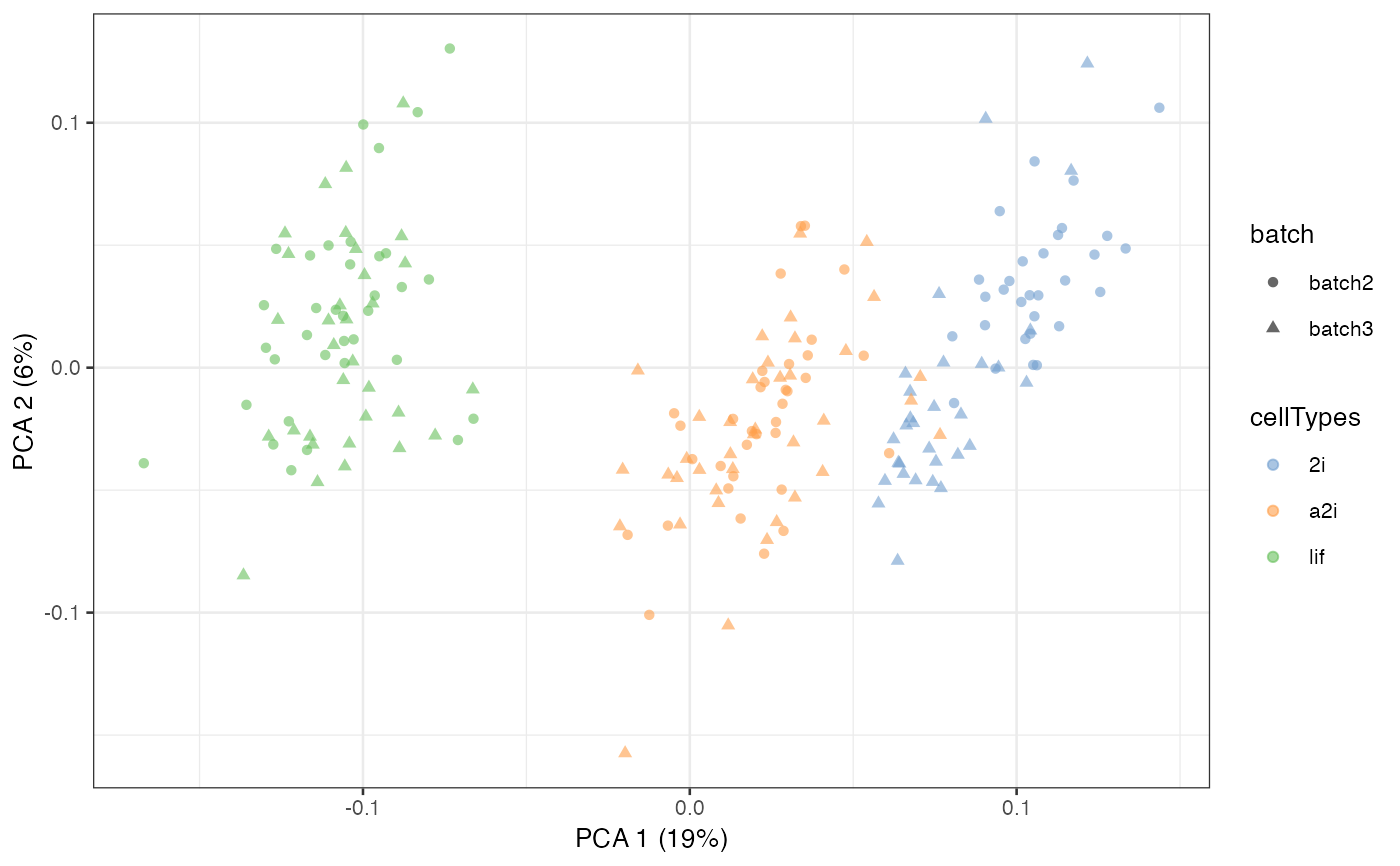 0.1
0.0
-0.1
PCA 2 (6%)
-0.1
0.0
0.1
PCA 1 (19%)
batch
batch2
batch3
cellTypes
2i
a2i
lif